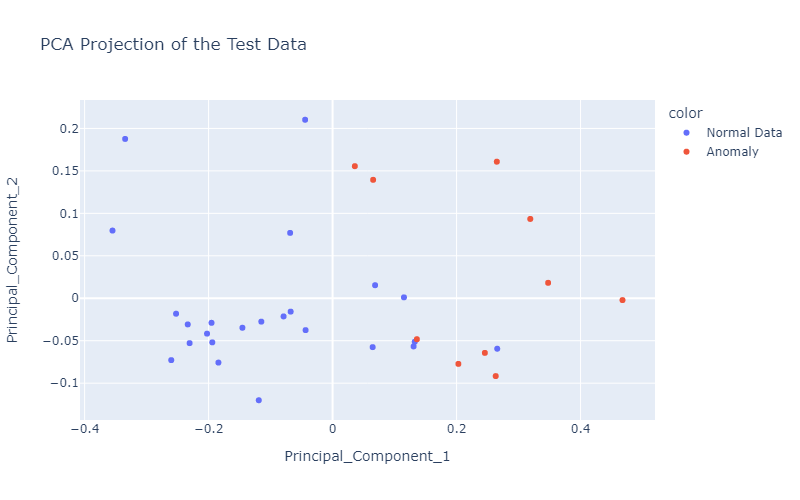 PCA Projection of the Test Data
color
Normal Data
Anomaly
Principal_Component_2
0.2
0.15
0.1
0.05
0
−0.05
−0.1
−0.4
−0.2
0
0.2
0.4
Principal_Component_1